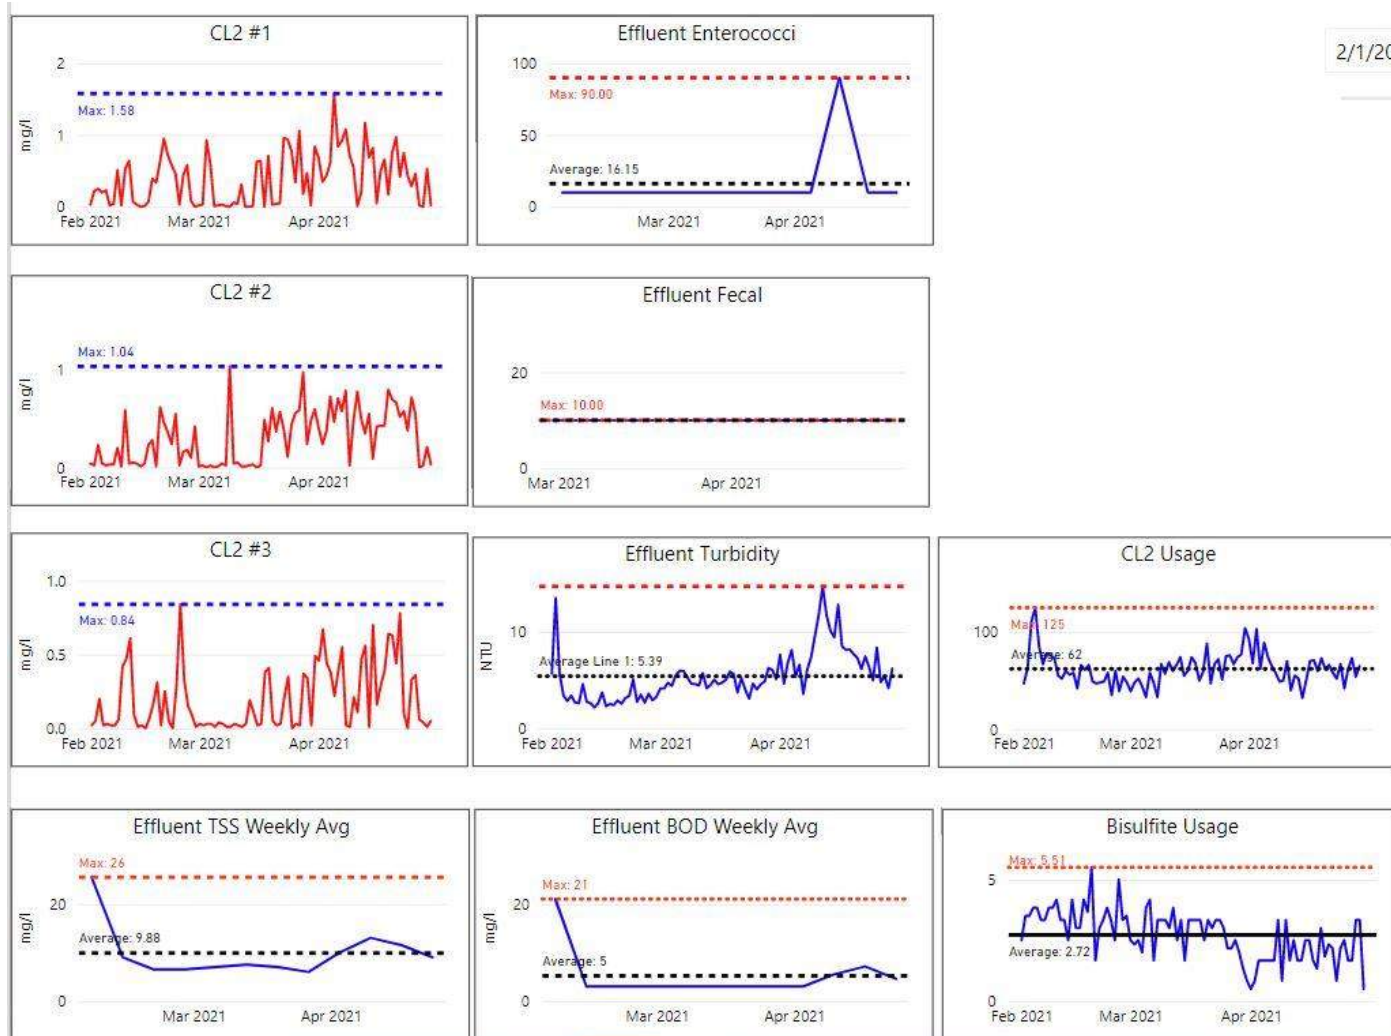 CL2 #1
2
Max: 1.58
mg/l
1
0
Feb 2021 Mar 2021 Apr 2021
Effluent Enterococci
100
Max: 90.00
50
Average: 16.15
0
Mar 2021 Apr 2021
2/1/20
CL2 #2
Max: 1.04
1
mg/l
0
Feb 2021 Mar 2021 Apr 2021
Effluent Fecal
20
Max: 10.00
0
Mar 2021 Apr 2021
CL2 #3
1.0
Max: 0.84
mg/l
0.5
0.0
Feb 2021 Mar 2021 Apr 2021
Effluent Turbidity
10
NTU
Average Line 1: 5.39
0
Feb 2021 Mar 2021 Apr 2021
CL2 Usage
Max: 125
100
Average: 62
0
Feb 2021 Mar 2021 Apr 2021
Effluent TSS Weekly Avg
Max: 26
20
mg/l
Average: 9.88
0
Mar 2021 Apr 2021
Effluent BOD Weekly Avg
Max: 21
20
mg/l
Average: 5
0
Mar 2021 Apr 2021
Bisulfite Usage
Max: 5.51
5
Average: 2.72
0
Feb 2021 Mar 2021 Apr 2021